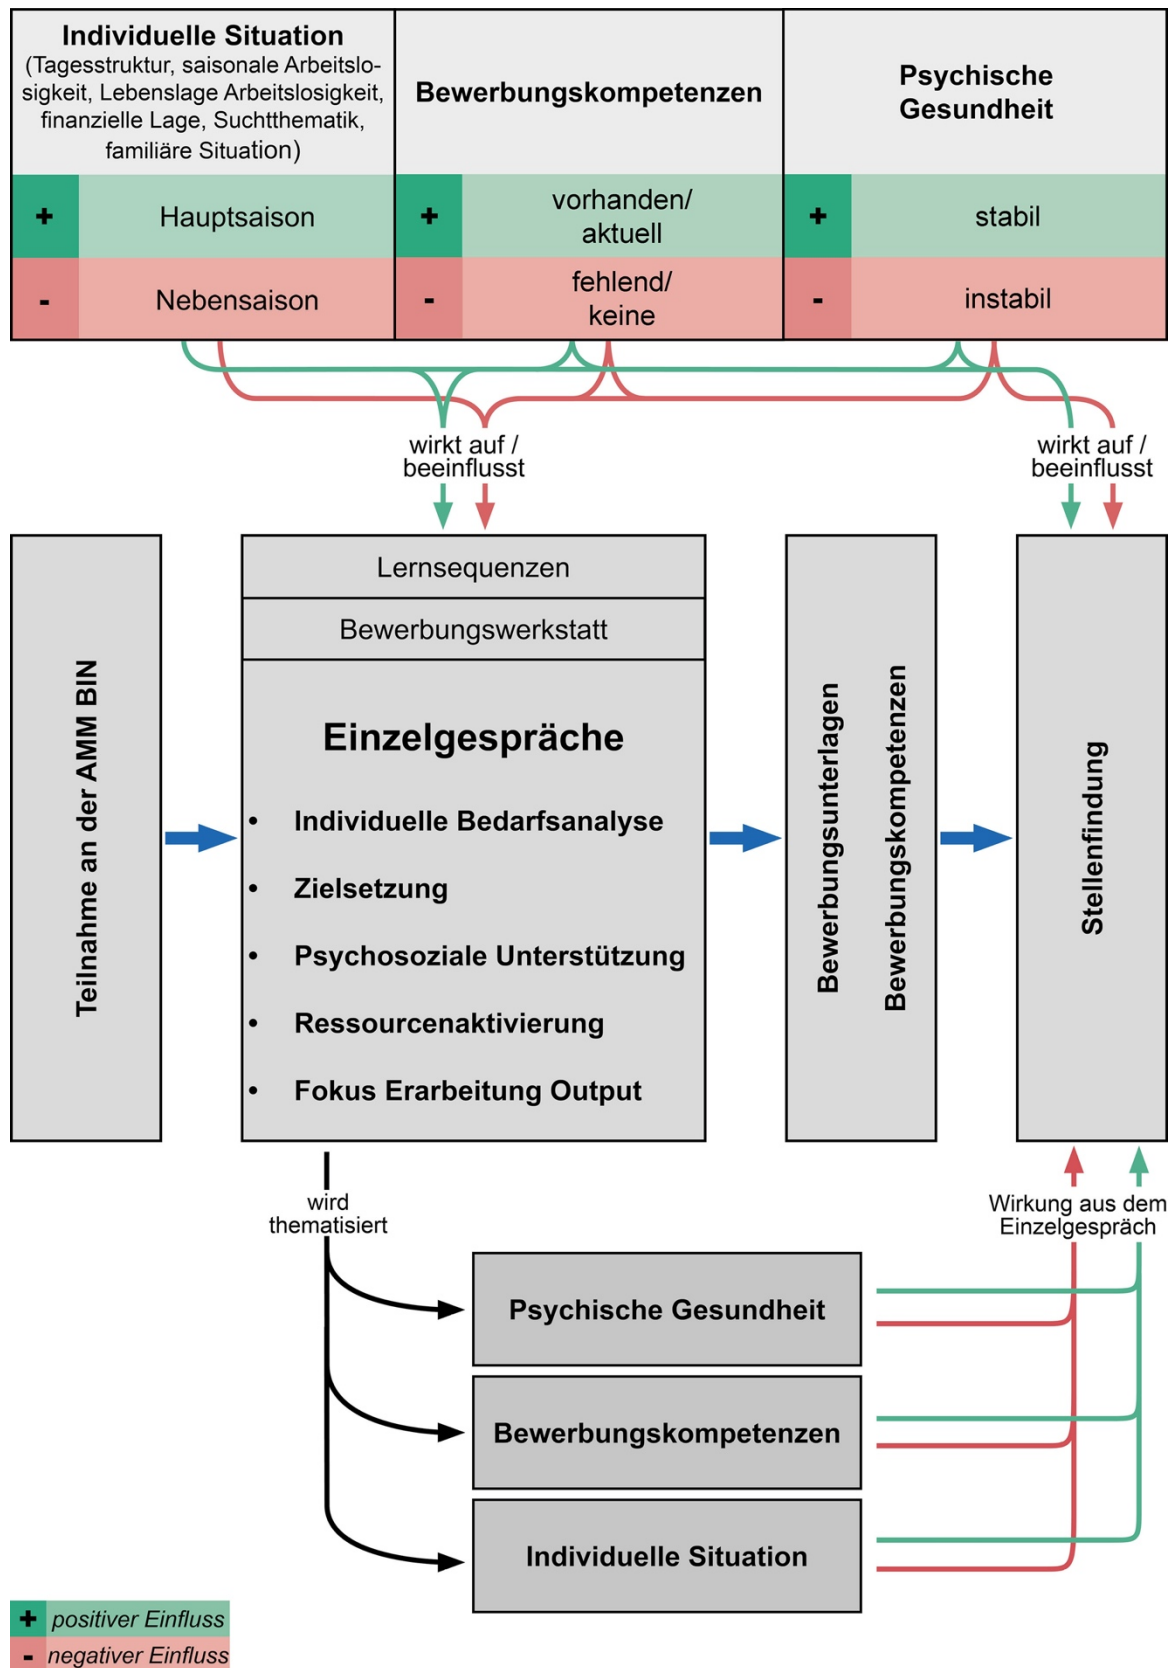 Individuelle Situation
(Tagesstruktur, saisonale Arbeitslo-
sigkeit, Lebenslage Arbeitslosigkeit,
finanzielle Lage, Suchtthematik,
familiäre Situation)
Bewerbungskompetenzen
Psychische
Gesundheit
+ Hauptsaison
+ vorhanden/
aktuell
+ stabil
- Nebensaison
- fehlend/
keine
- instabil
wirkt auf /
beeinflusst
wirkt auf /
beeinflusst
Teilnahme an der AMM BIN
Lernsequenzen
Bewerbungswerkstatt
Einzelgespräche
• Individuelle Bedarfsanalyse
• Zielsetzung
• Psychosoziale Unterstützung
• Ressourcenaktivierung
• Fokus Erarbeitung Output
Bewerbungsunterlagen
Bewerbungskompetenzen
Stellenfindung
wird
thematisiert
Wirkung aus dem
Einzelgespräch
Psychische Gesundheit
Bewerbungskompetenzen
Individuelle Situation
+ positiver Einfluss
- negativer Einfluss